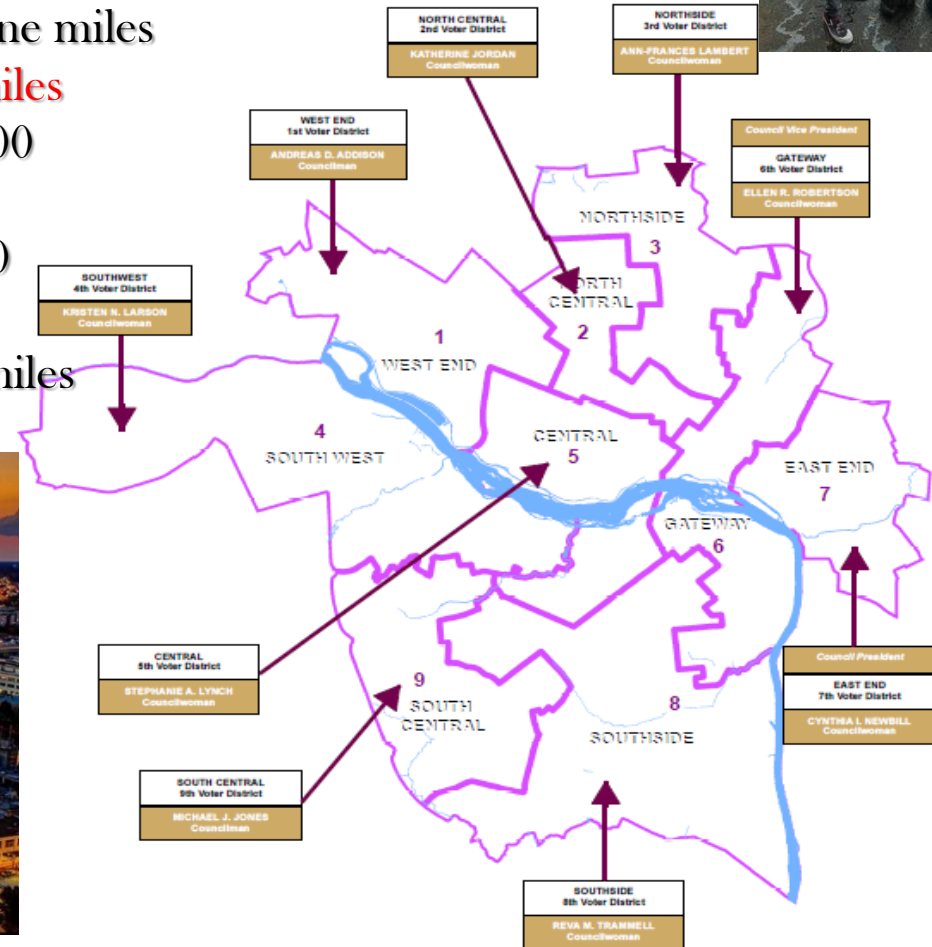 ne miles
iles
00
0
miles
NORTH CENTRAL
2nd Voter District
KATHERINE JORDAN
Councilwoman
NORTHSIDE
3rd Voter District
ANN-FRANCES LAMBERT
Councilwoman
WEST END
1st Voter District
ANDREAS D. ADDISON
Councilman
Council Vice President
GATEWAY
6th Voter District
ELLEN R. ROBERTSON
Councilwoman
SOUTHWEST
4th Voter District
KRISTEN N. LARSON
Councilwoman
NORTHSIDE
3
NORTH
CENTRAL
2
1
WEST END
4
SOUTH WEST
CENTRAL
5
EAST END
7
GATEWAY
6
9
SOUTH
CENTRAL
8
SOUTHSIDE
CENTRAL
5th Voter District
STEPHANIE A. LYNCH
Councilwoman
Council President
EAST END
7th Voter District
CYNTHIA I. NEWBILL
Councilwoman
SOUTH CENTRAL
9th Voter District
MICHAEL J. JONES
Councilman
SOUTHSIDE
8th Voter District
REVA M. TRAMMELL
Councilwoman